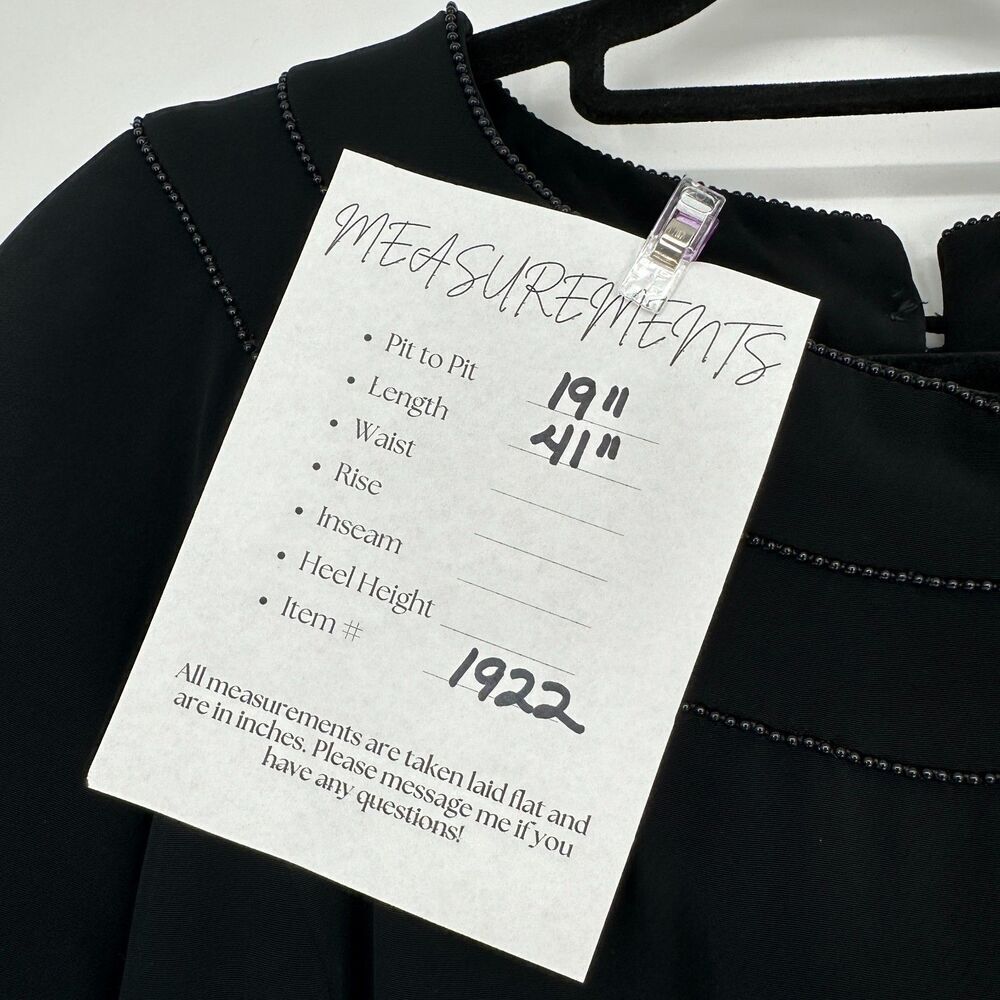 MEASUREMENTS
• Pit to Pit 19"
• Length 41"
• Waist
• Rise
• Inseam
• Heel Height
• Item # 1922
All measurements are taken laid flat and
are in inches. Please message me if you
have any questions!